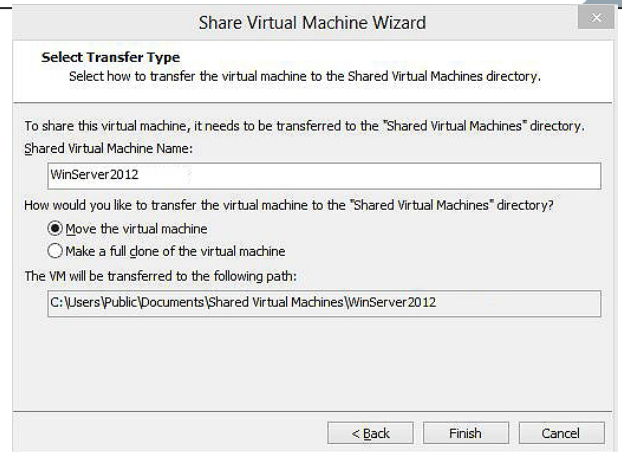 Share Virtual Machine Wizard
Select Transfer Type
Select how to transfer the virtual machine to the Shared Virtual Machines directory.
To share this virtual machine, it needs to be transferred to the "Shared Virtual Machines" directory.
Shared Virtual Machine Name:
WinServer2012
How would you like to transfer the virtual machine to the "Shared Virtual Machines" directory?
Move the virtual machine
Make a full clone of the virtual machine
The VM will be transferred to the following path:
C:\Users\Public\Documents\Shared Virtual Machines\WinServer2012
< Back Finish Cancel